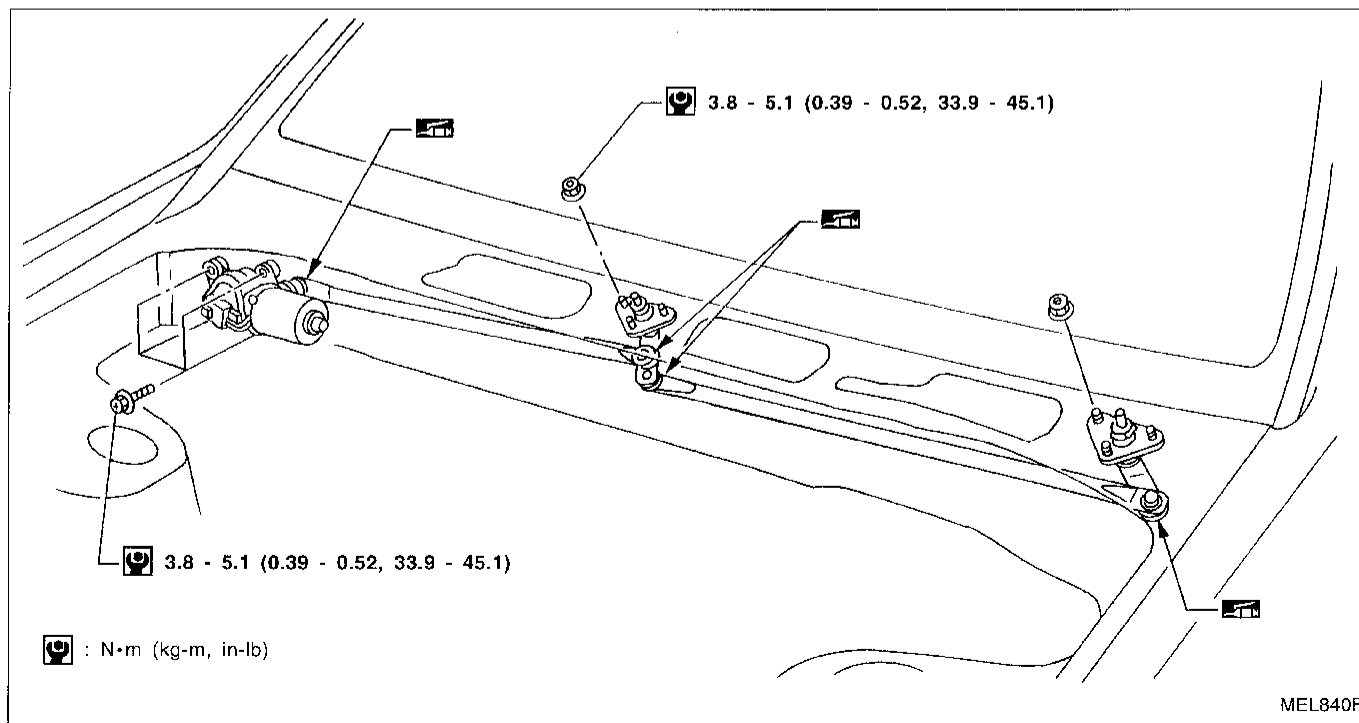 3.8 - 5.1 (0.39 - 0.52, 33.9 - 45.1)
3.8 - 5.1 (0.39 - 0.52, 33.9 - 45.1)
: N•m (kg-m, in-lb)
MEL840F